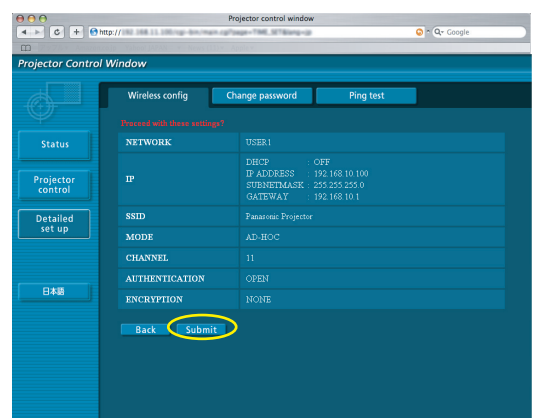 Projector control window
http://
Google
Projector Control Window
Wireless config Change password Ping test
Proceed with these settings?
Status
Projector control
Detailed set up
日本語
NETWORK USER1
IP
DHCP : OFF
IP ADDRESS : 192.168.10.100
SUBNETMASK : 255.255.255.0
GATEWAY : 192.168.10.1
SSID Panasonic Projector
MODE AD-HOC
CHANNEL 11
AUTHENTICATION OPEN
ENCRYPTION NONE
Back Submit